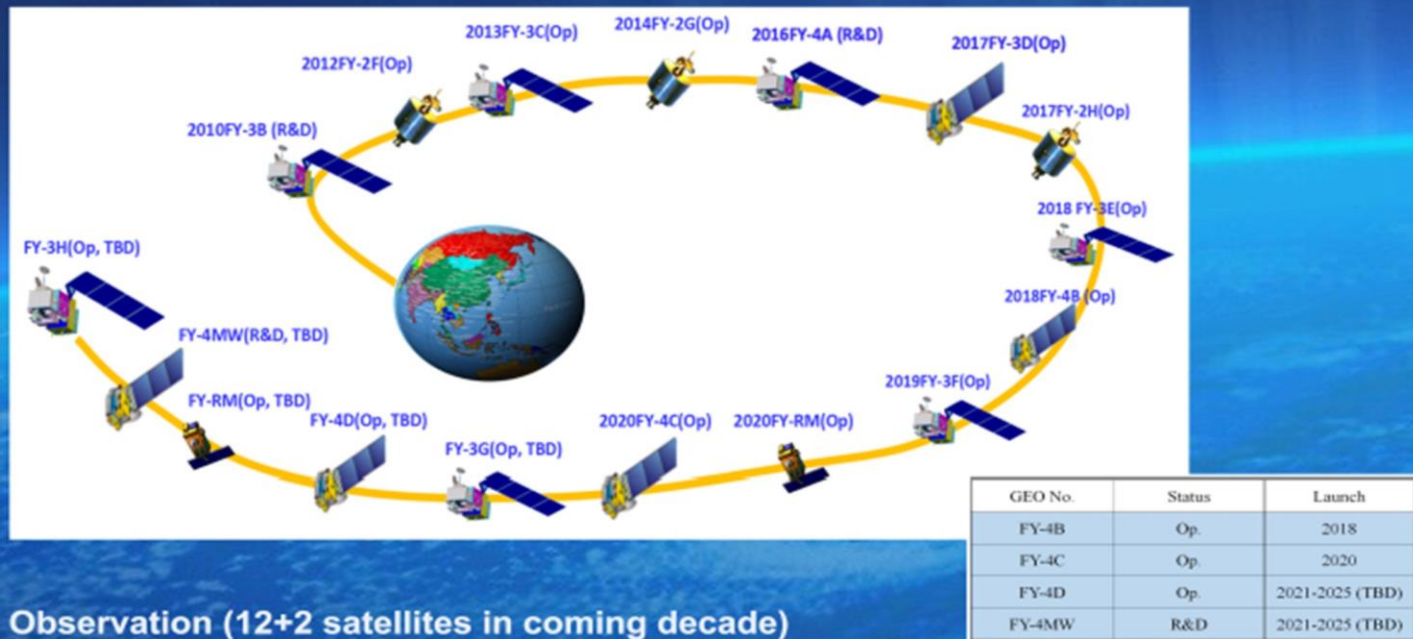 2010FY-3B (R&D)
2012FY-2F(Op)
2013FY-3C(Op)
2014FY-2G(Op)
2016FY-4A (R&D)
2017FY-3D(Op)
2017FY-2H(Op)
2018 FY-3E(Op)
2018FY-4B (Op)
2019FY-3F(Op)
2020FY-RM(Op)
2020FY-4C(Op)
FY-3G(Op, TBD)
FY-4D(Op, TBD)
FY-RM(Op, TBD)
FY-4MW(R&D, TBD)
FY-3H(Op, TBD)
GEO No. Status Launch
FY-4B Op. 2018
FY-4C Op. 2020
FY-4D Op. 2021-2025 (TBD)
FY-4MW R&D 2021-2025 (TBD)
Observation (12+2 satellites in coming decade)